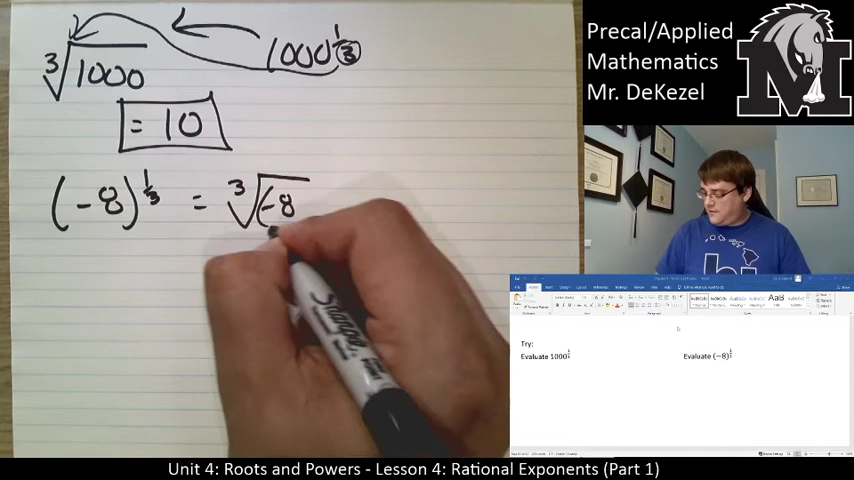 ∛1000 1000^⅓
= 10
(-8)^⅓ = ∛(-8
Sharpie
Precal/Applied
Mathematics
Mr. DeKezel
M
Try:
Evaluate 1000^⅓ Evaluate (−8)^⅓
Unit 4: Roots and Powers - Lesson 4: Rational Exponents (Part 1)